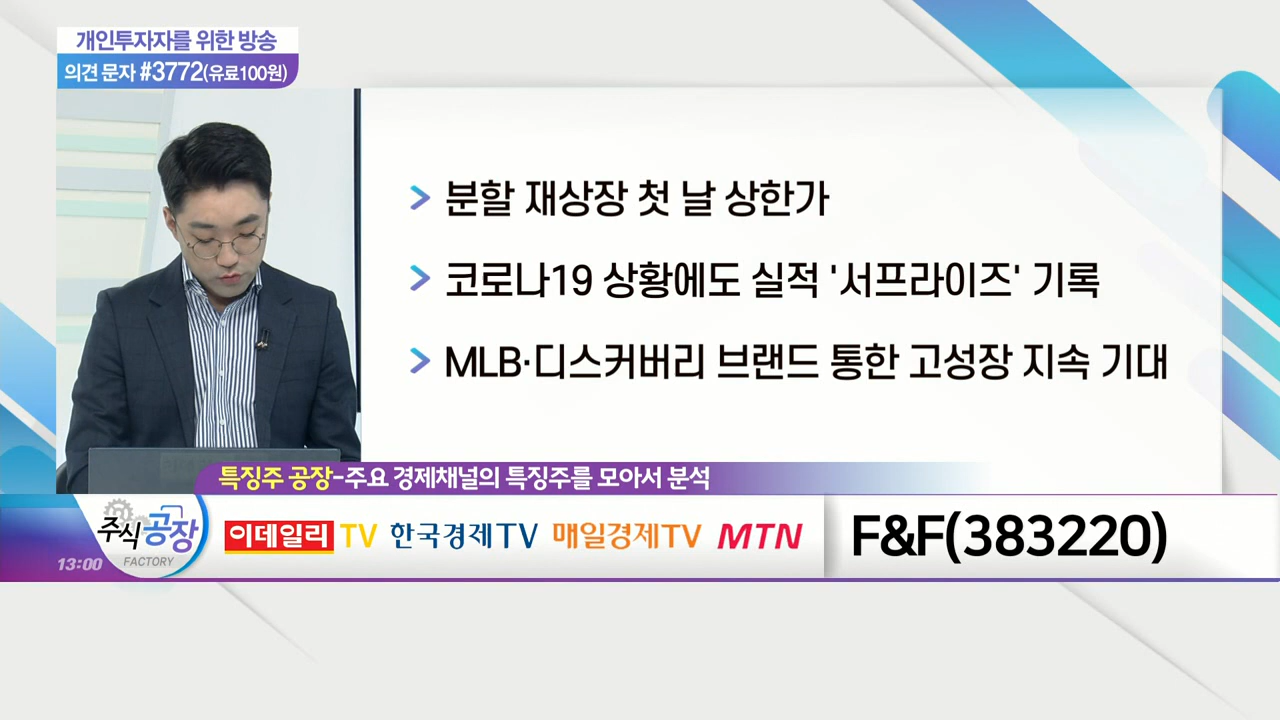 개인투자자를 위한 방송
의견 문자 #3772(유료100원)
> 분할 재상장 첫 날 상한가
> 코로나19 상황에도 실적 '서프라이즈' 기록
> MLB·디스커버리 브랜드 통한 고성장 지속 기대
특징주 공장-주요 경제채널의 특징주를 모아서 분석
주식공장
FACTORY
13:00
이데일리TV 한국경제TV 매일경제TV MTN
F&F(383220)